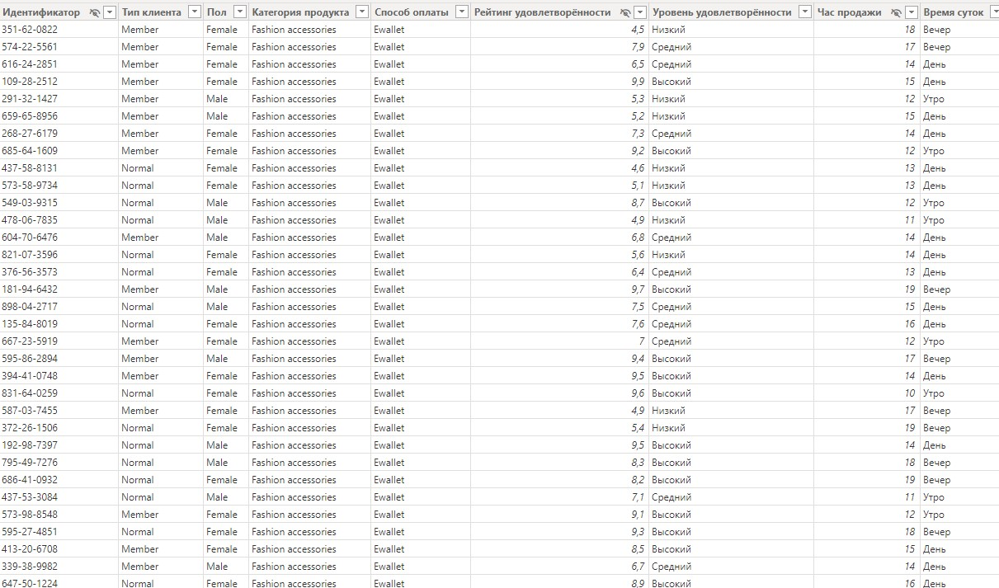 Идентификатор Тип клиента Пол Категория продукта Способ оплаты Рейтинг удовлетворённости Уровень удовлетворённости Час продажи Время суток
351-62-0822 Member Female Fashion accessories Ewallet 4,5 Низкий 18 Вечер
574-22-5561 Member Female Fashion accessories Ewallet 7,9 Средний 17 Вечер
616-24-2851 Member Female Fashion accessories Ewallet 6,5 Средний 14 День
109-28-2512 Member Female Fashion accessories Ewallet 9,9 Высокий 15 День
291-32-1427 Member Male Fashion accessories Ewallet 5,3 Низкий 12 Утро
659-65-8956 Member Male Fashion accessories Ewallet 5,2 Низкий 15 День
268-27-6179 Member Female Fashion accessories Ewallet 7,3 Средний 14 День
685-64-1609 Member Female Fashion accessories Ewallet 9,2 Высокий 12 Утро
437-58-8131 Normal Female Fashion accessories Ewallet 4,6 Низкий 13 День
573-58-9734 Normal Female Fashion accessories Ewallet 5,1 Низкий 13 День
549-03-9315 Normal Male Fashion accessories Ewallet 8,7 Высокий 12 Утро
478-06-7835 Normal Male Fashion accessories Ewallet 4,9 Низкий 11 Утро
604-70-6476 Member Male Fashion accessories Ewallet 6,8 Средний 14 День
821-07-3596 Normal Female Fashion accessories Ewallet 5,6 Низкий 14 День
376-56-3573 Normal Female Fashion accessories Ewallet 6,4 Средний 13 День
181-94-6432 Member Male Fashion accessories Ewallet 9,7 Высокий 19 Вечер
898-04-2717 Normal Male Fashion accessories Ewallet 7,5 Средний 15 День
135-84-8019 Normal Female Fashion accessories Ewallet 7,6 Средний 16 День
667-23-5919 Member Female Fashion accessories Ewallet 7 Средний 12 Утро
595-86-2894 Member Male Fashion accessories Ewallet 9,4 Высокий 17 Вечер
394-41-0748 Member Female Fashion accessories Ewallet 9,5 Высокий 14 День
831-64-0259 Normal Female Fashion accessories Ewallet 9,6 Высокий 10 Утро
587-03-7455 Member Female Fashion accessories Ewallet 4,9 Низкий 17 Вечер
372-26-1506 Normal Female Fashion accessories Ewallet 5,4 Низкий 19 Вечер
192-98-7397 Normal Male Fashion accessories Ewallet 9,5 Высокий 14 День
795-49-7276 Normal Male Fashion accessories Ewallet 8,3 Высокий 18 Вечер
686-41-0932 Normal Female Fashion accessories Ewallet 8,2 Высокий 19 Вечер
437-53-3084 Normal Male Fashion accessories Ewallet 7,1 Средний 11 Утро
573-98-8548 Member Female Fashion accessories Ewallet 9,1 Высокий 12 Утро
595-27-4851 Normal Female Fashion accessories Ewallet 9,3 Высокий 18 Вечер
413-20-6708 Member Female Fashion accessories Ewallet 8,5 Высокий 15 День
339-38-9982 Member Male Fashion accessories Ewallet 6,7 Средний 14 День
647-50-1224 Normal Female Fashion accessories Ewallet 8,9 Высокий 16 День